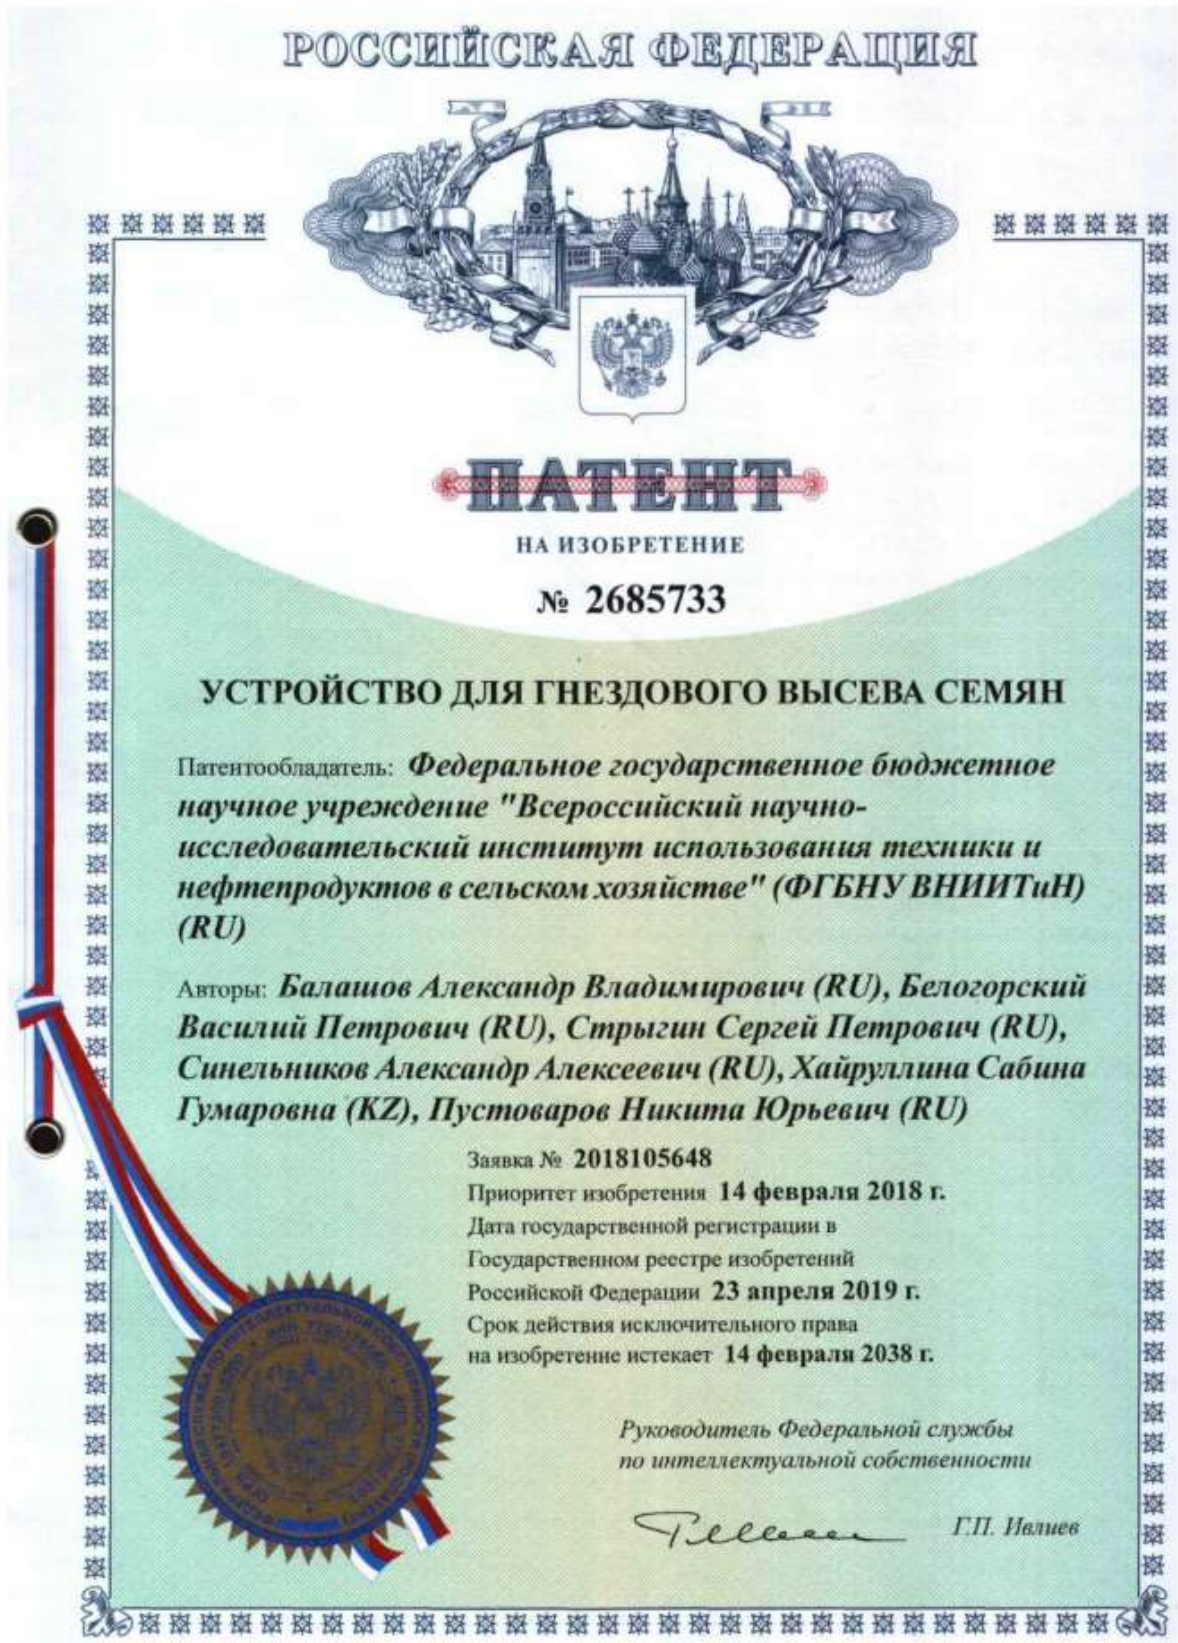 РОССИЙСКАЯ ФЕДЕРАЦИЯ
ПАТЕНТ
НА ИЗОБРЕТЕНИЕ
№ 2685733
УСТРОЙСТВО ДЛЯ ГНЕЗДОВОГО ВЫСЕВА СЕМЯН
Патентообладатель: Федеральное государственное бюджетное
научное учреждение "Всероссийский научно-
исследовательский институт использования техники и
нефтепродуктов в сельском хозяйстве" (ФГБНУ ВНИИТиН)
(RU)
Авторы: Балашов Александр Владимирович (RU), Белогорский
Василий Петрович (RU), Стрыгин Сергей Петрович (RU),
Синельников Александр Алексеевич (RU), Хайруллина Сабина
Гумаровна (KZ), Пустоваров Никита Юрьевич (RU)
Заявка № 2018105648
Приоритет изобретения 14 февраля 2018 г.
Дата государственной регистрации в
Государственном реестре изобретений
Российской Федерации 23 апреля 2019 г.
Срок действия исключительного права
на изобретение истекает 14 февраля 2038 г.
Руководитель Федеральной службы
по интеллектуальной собственности
Г.П. Ивлиев